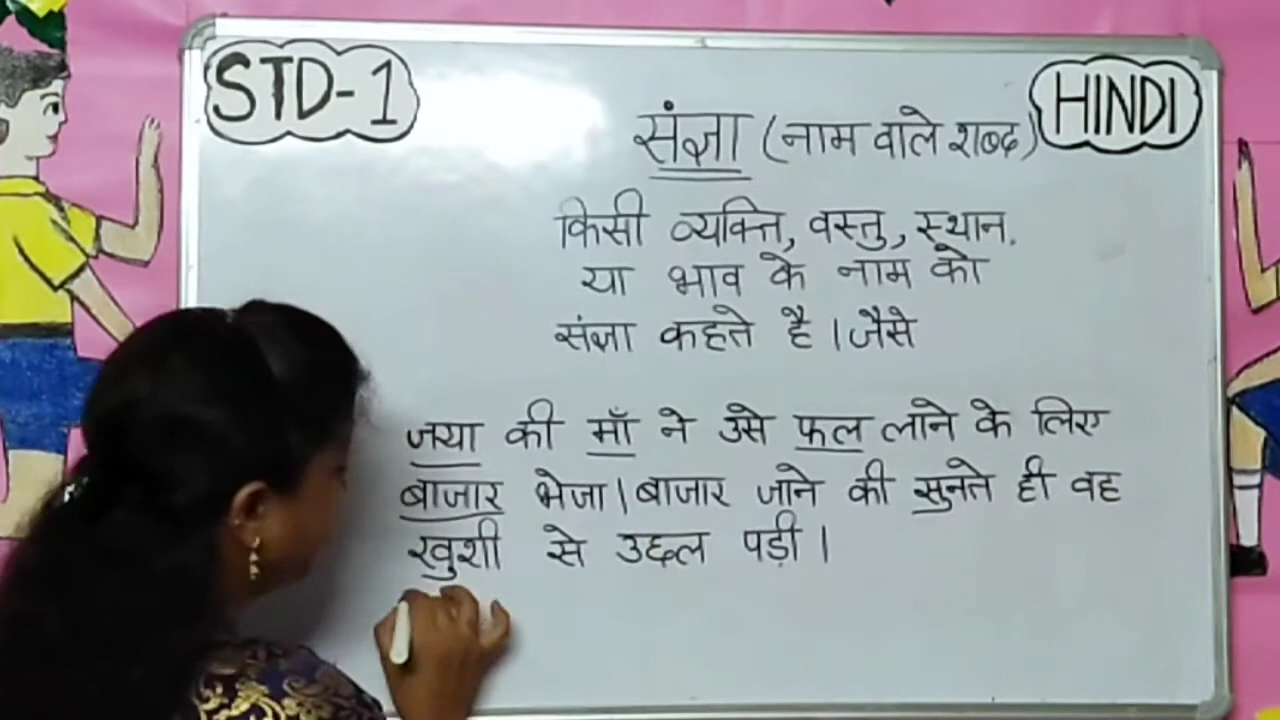 STD-1
HINDI
संज्ञा (नाम वाले शब्द)
किसी व्यक्ति, वस्तु, स्थान.
या भाव के नाम को
संज्ञा कहते है । जैसे
जया की माँ ने उसे फल लाने के लिए
बाजार भेजा । बाजार जाने की सुनते ही वह
खुशी से उछल पड़ी ।